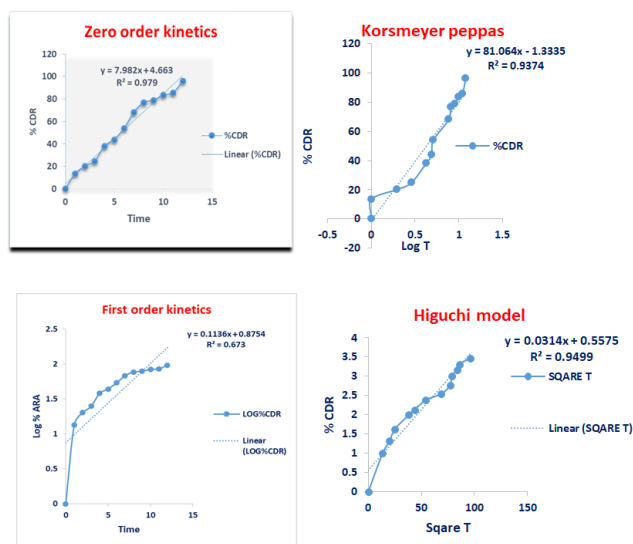 Zero order kinetics
120
100
80
60
40
20
0
% CDR
y = 7.982x + 4.663
R² = 0.979
%CDR
Linear (%CDR)
0 5 10 15
Time
Korsmeyer peppas
120
100
80
60
40
20
0
-20
% CDR
y = 81.064x - 1.3335
R² = 0.9374
%CDR
-0.5 0 0.5 1 1.5
Log T
First order kinetics
2.5
2
1.5
1
0.5
0
Log % ARA
y = 0.1136x + 0.8754
R² = 0.673
LOG%CDR
Linear
(LOG%CDR)
0 5 10 15
Time
Higuchi model
4
3.5
3
2.5
2
1.5
1
0.5
0
% CDR
y = 0.0314x + 0.5575
R² = 0.9499
SQARE T
Linear (SQARE T)
0 50 100 150
Sqare T